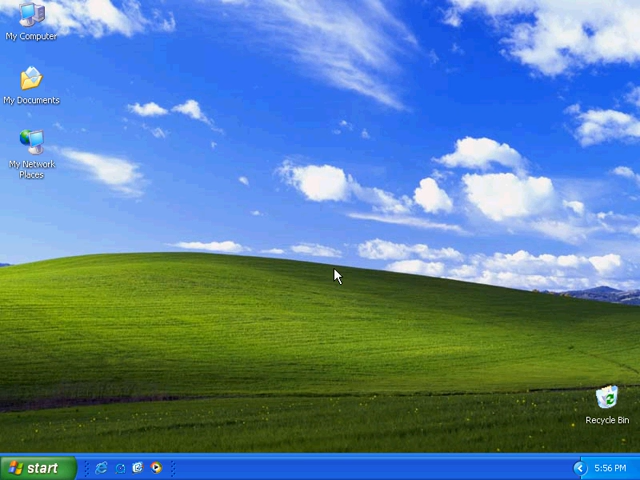 My Computer
My Documents
My Network
Places
Recycle Bin
start
5:56 PM